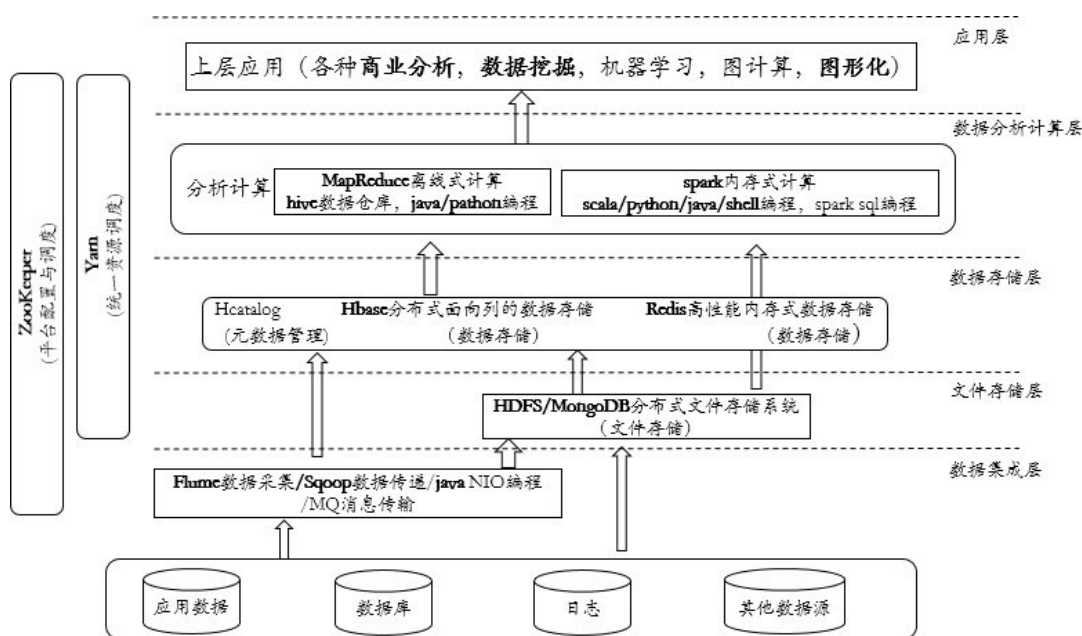 应用层
上层应用（各种商业分析，数据挖掘，机器学习，图计算，图形化）
数据分析计算层
分析计算
MapReduce离线式计算
hive数据仓库，java/pathon编程
spark内存式计算
scala/python/java/shell编程，spark sql编程
数据存储层
Hcatalog
(元数据管理)
Hbase分布式面向列的数据存储
（数据存储）
Redis高性能内存式数据存储
（数据存储）
文件存储层
HDFS/MongoDB分布式文件存储系统
（文件存储）
数据集成层
Flume数据采集/Sqoop数据传递/java NIO编程
/MQ消息传输
应用数据
数据库
日志
其他数据源
ZooKeeper
(平台配置与调度)
Yarn
(统一资源调度)